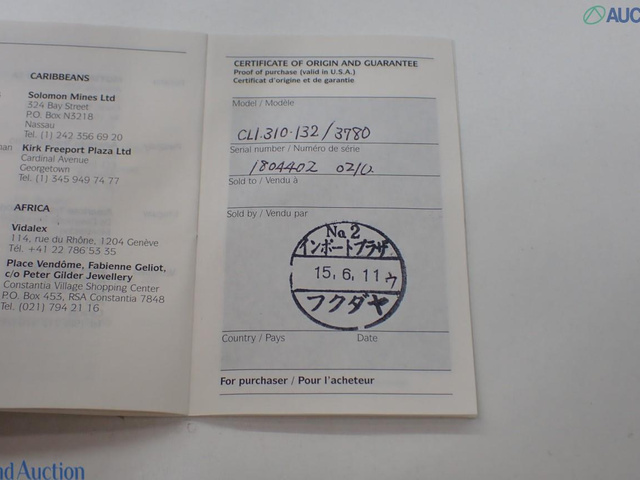 AUC
CARIBBEANS
Solomon Mines Ltd
324 Bay Street
P.O. Box N3218
Nassau
Tel. (1) 242 356 69 20
Kirk Freeport Plaza Ltd
Cardinal Avenue
Georgetown
Tel. (1) 345 949 74 77
AFRICA
Vidalex
114, rue du Rhône, 1204 Genève
Tél. +41 22 786'53 35
Place Vendôme, Fabienne Geliot,
c/o Peter Gilder Jewellery
Constantia Village Shopping Center
P.O. Box 453, RSA Constantia 7848
Tel. (021) 794 21 16
CERTIFICATE OF ORIGIN AND GUARANTEE
Proof of purchase (valid in U.S.A.)
Certificat d'origine et de garantie
Model / Modèle
CL1.310.132/3780
Serial number / Numéro de série
1804402
Sold to / Vendu à
Sold by / Vendu par
No.2
インポートプラザ
15.6.11ウ
フクダヤ
Country / Pays Date
For purchaser / Pour l'acheteur
nd Auction